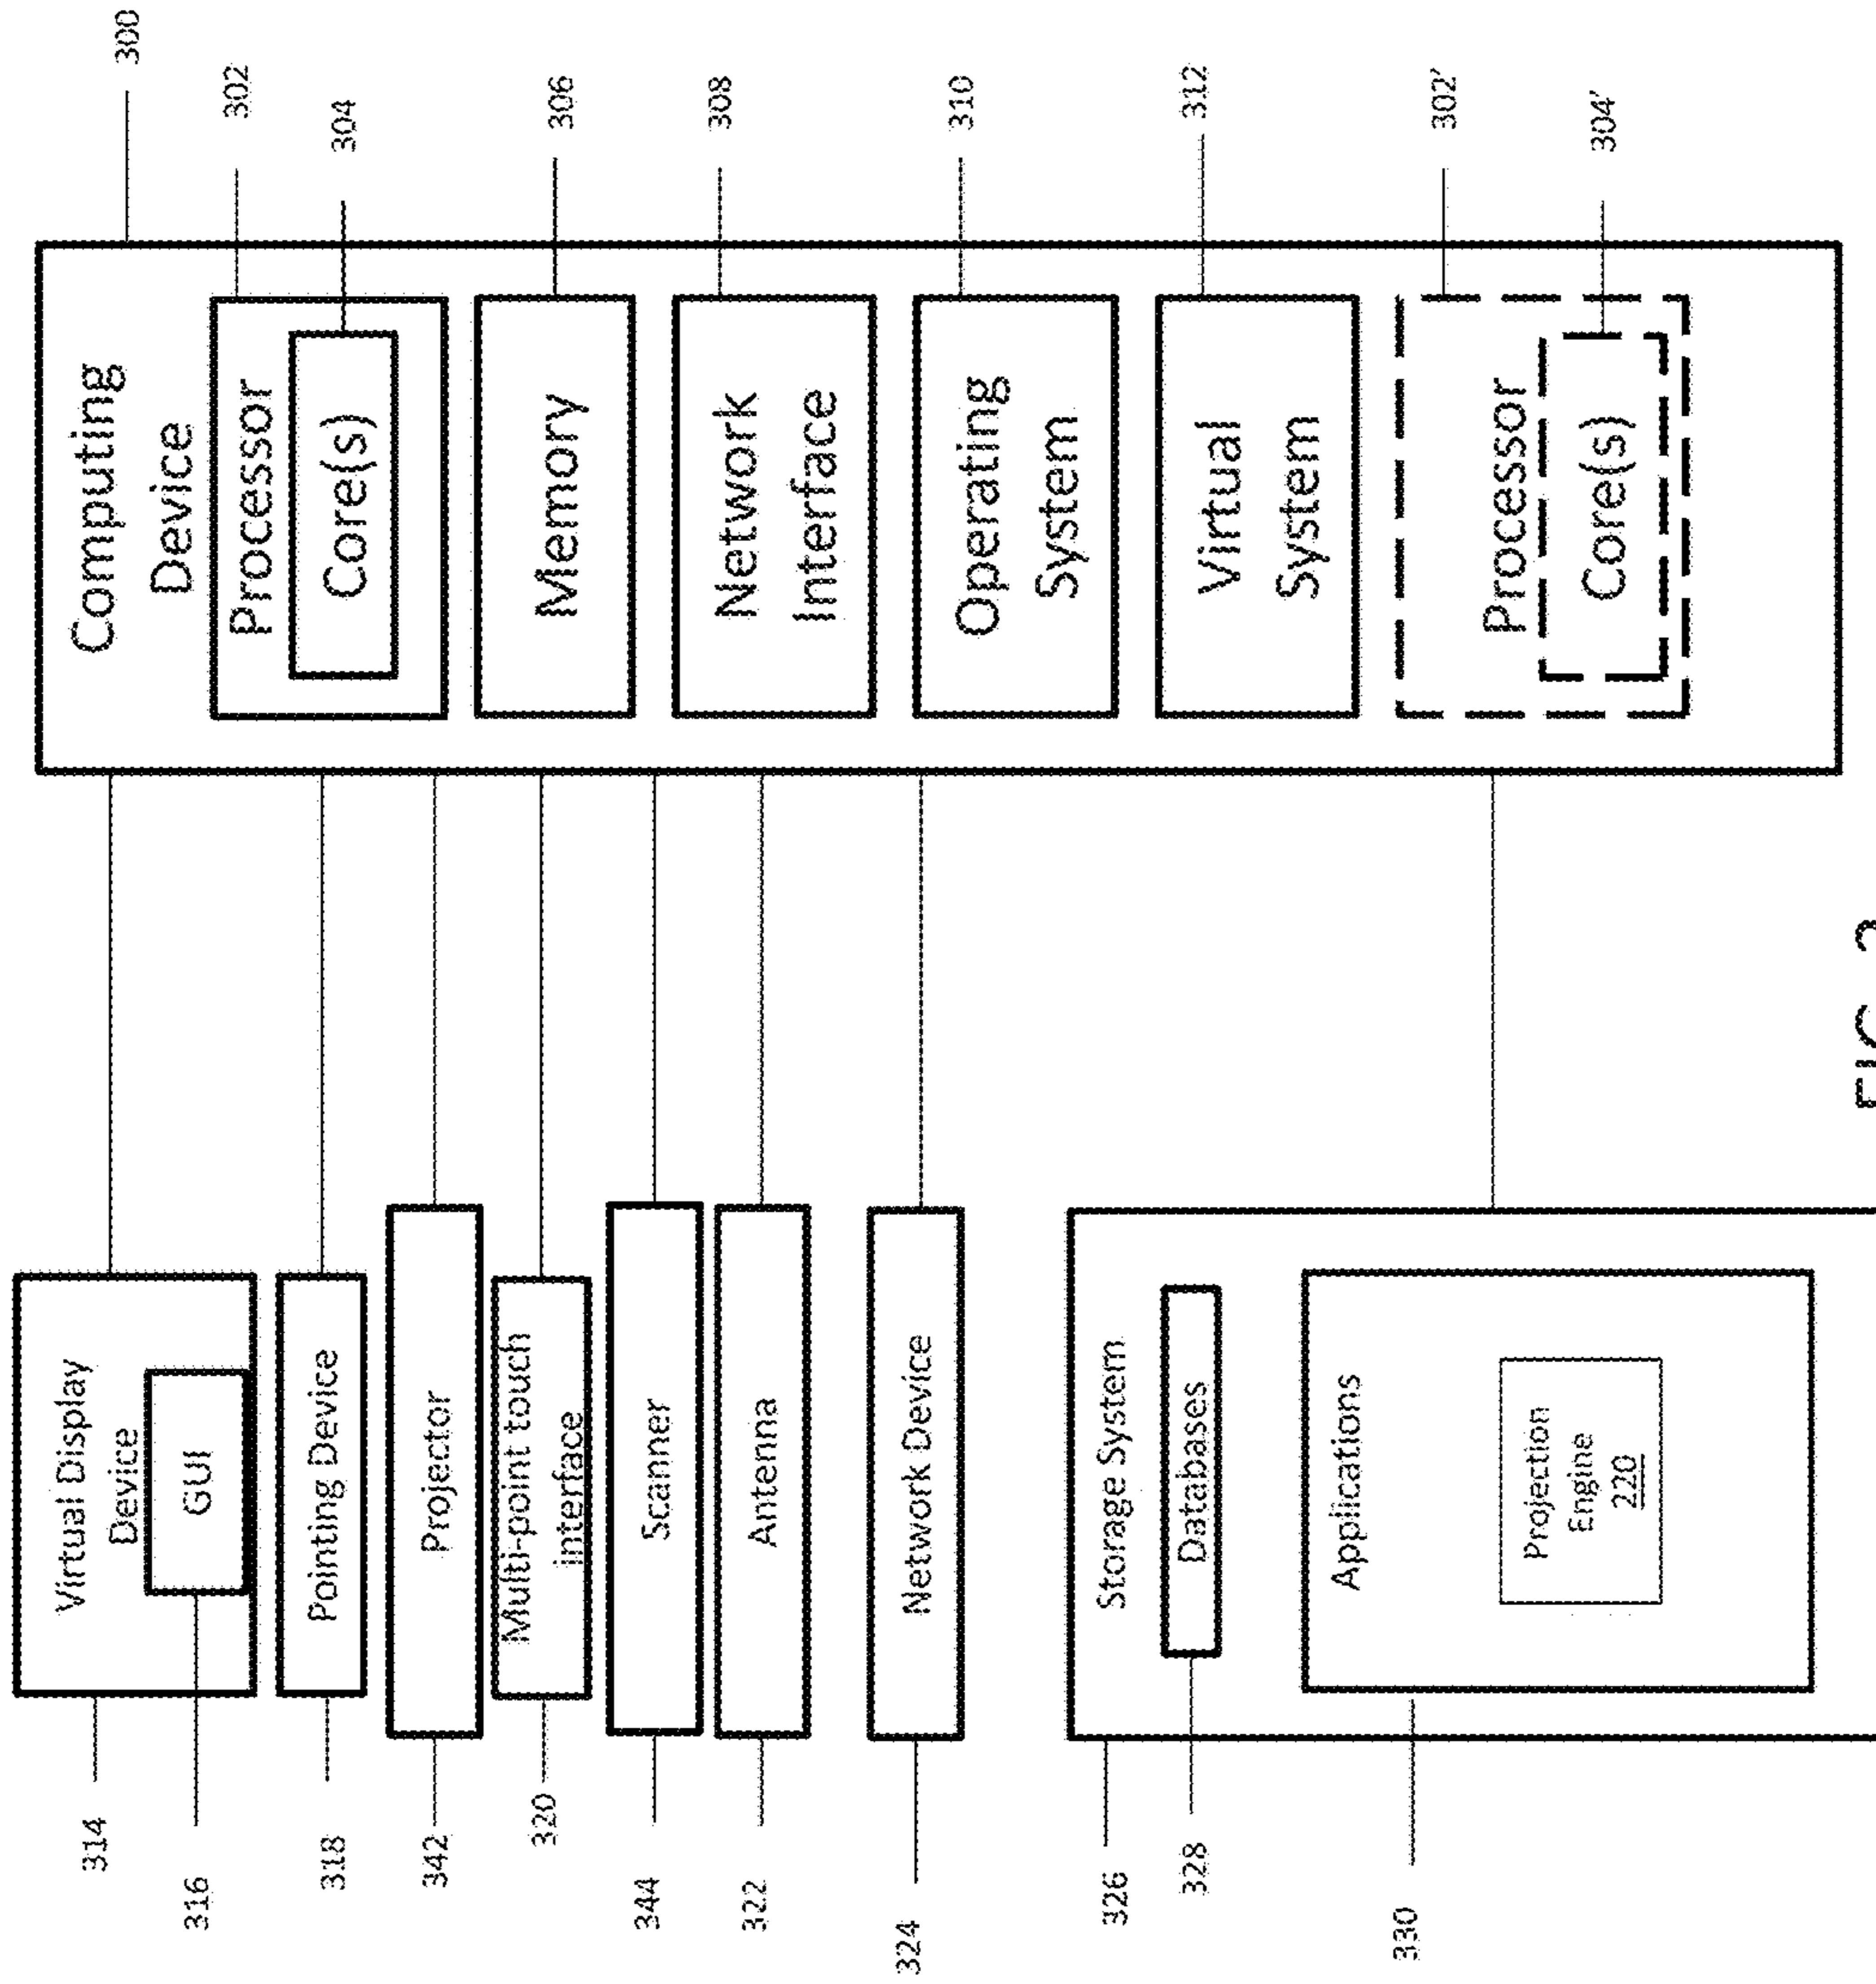 314
Virtual Display
Device
316
GUI
318
Pointing Device
342
Projector
320
Multi-point touch
interface
344
Scanner
322
Antenna
324
Network Device
326
Storage System
328
Databases
330
Applications
Projection
Engine
220
Computing
Device
300
Processor
302
Core(s)
304
Memory
306
Network
Interface
308
Operating
System
310
Virtual
System
312
Processor
302'
Core(s)
304'
FIG.